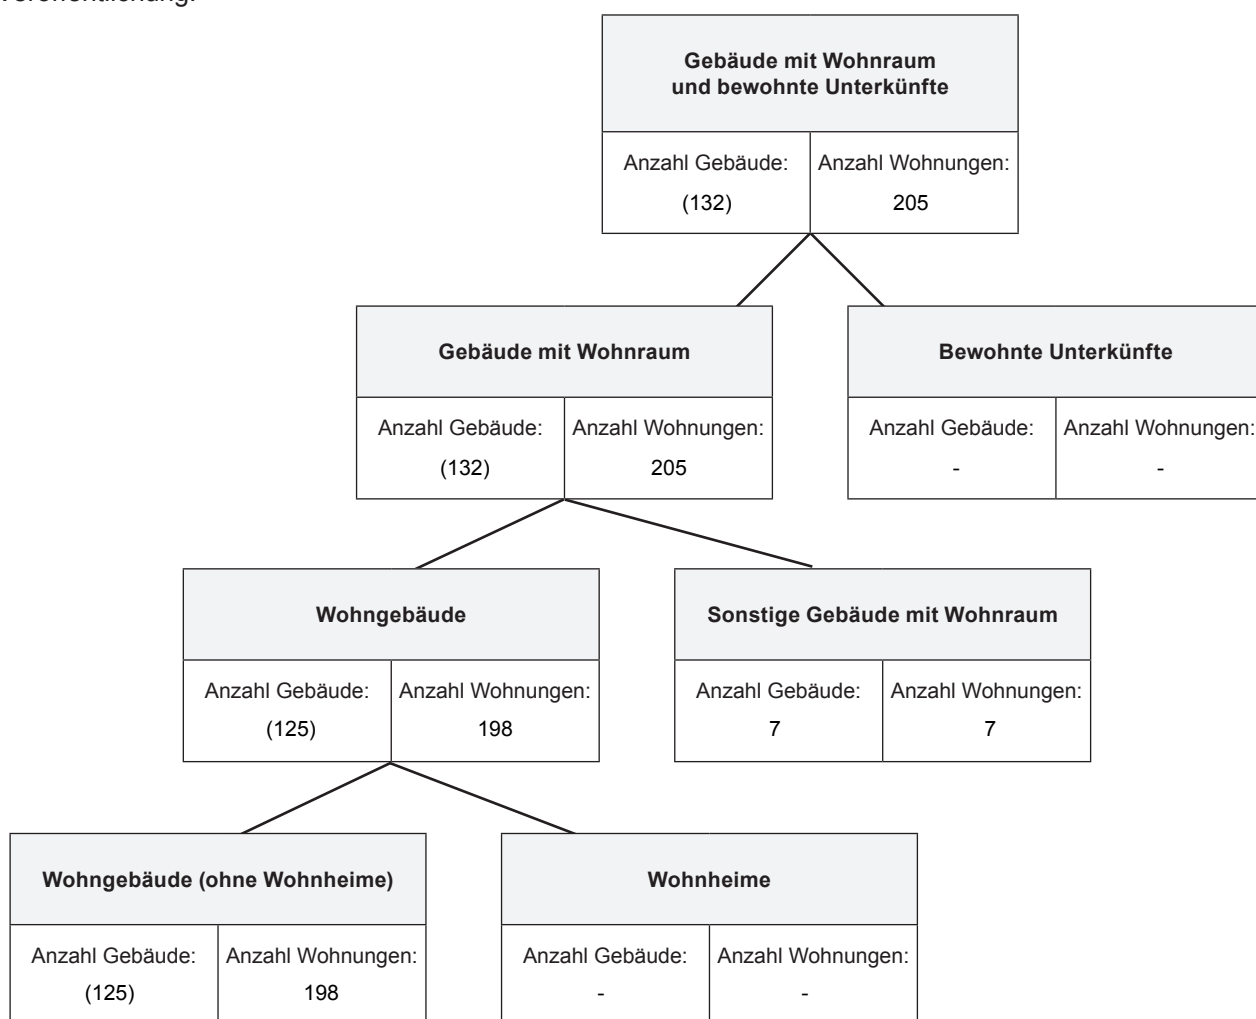 Gebäude mit Wohnraum
und bewohnte Unterkünfte
Anzahl Gebäude: Anzahl Wohnungen:
(132) 205
Gebäude mit Wohnraum Bewohnte Unterkünfte
Anzahl Gebäude: Anzahl Wohnungen: Anzahl Gebäude: Anzahl Wohnungen:
(132) 205 - -
Wohngebäude Sonstige Gebäude mit Wohnraum
Anzahl Gebäude: Anzahl Wohnungen: Anzahl Gebäude: Anzahl Wohnungen:
(125) 198 7 7
Wohngebäude (ohne Wohnheime) Wohnheime
Anzahl Gebäude: Anzahl Wohnungen: Anzahl Gebäude: Anzahl Wohnungen:
(125) 198 - -